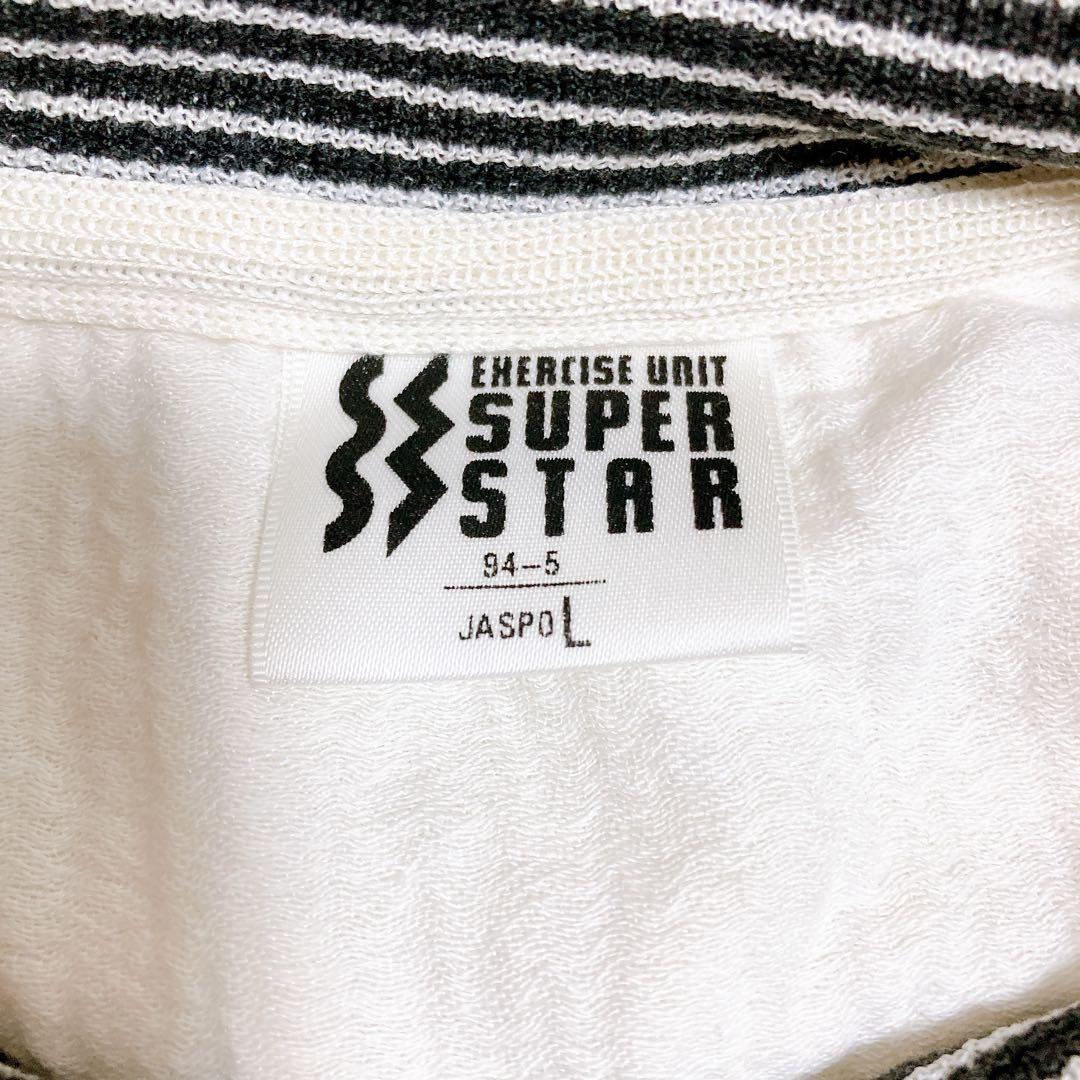 EXERCISE UNIT
SUPER
STAR
94-5
JASPO L